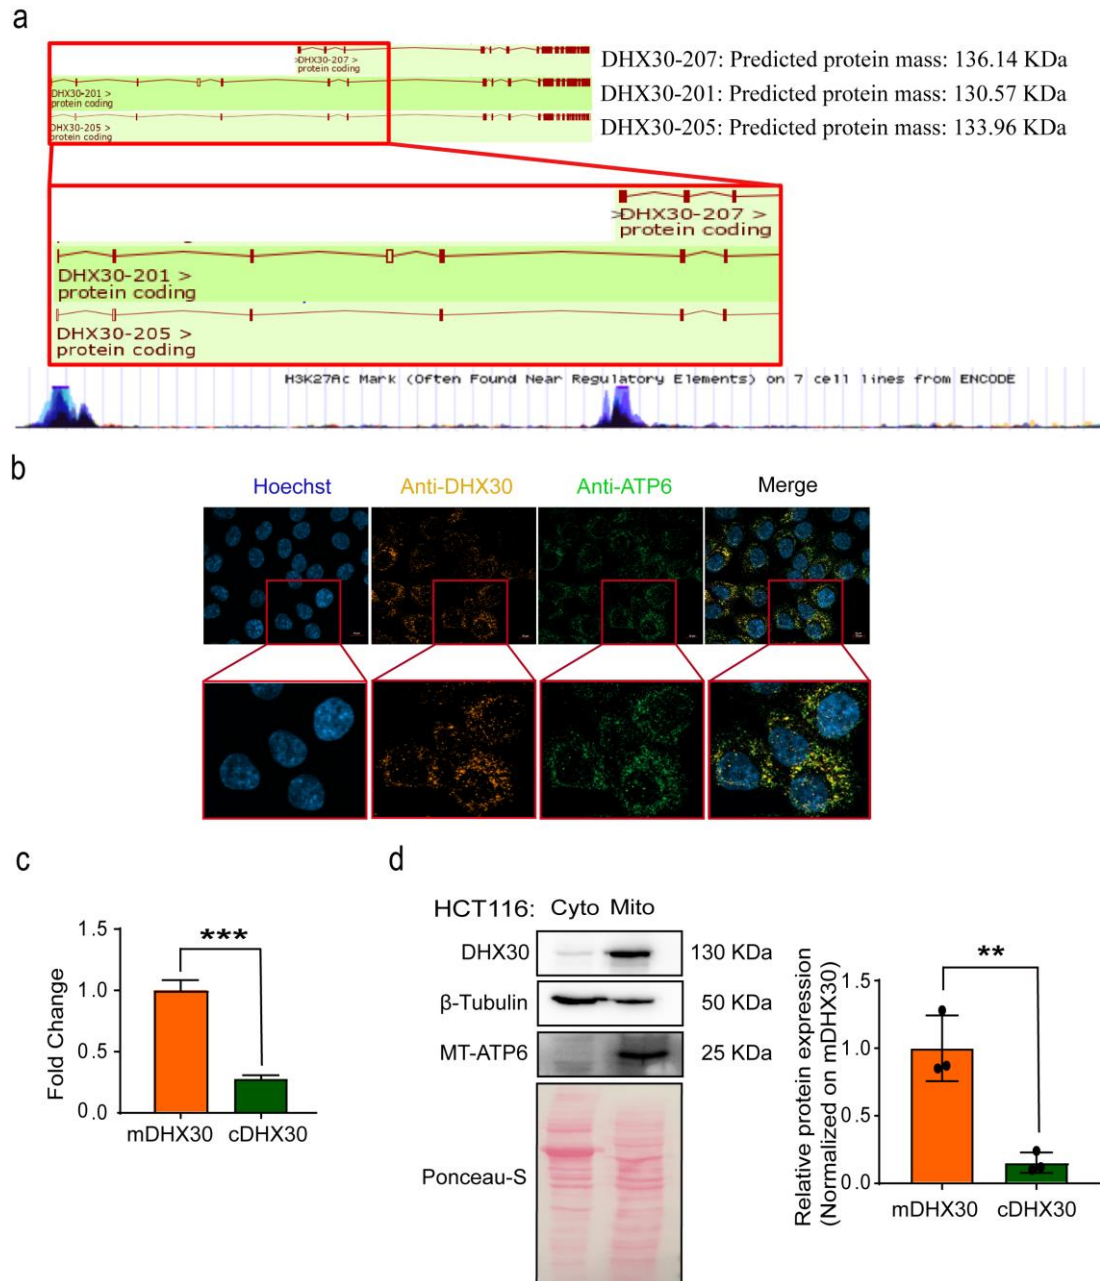 a
DHX30-207 >
protein coding
DHX30-207: Predicted protein mass: 136.14 KDa
DHX30-201 >
protein coding
DHX30-201: Predicted protein mass: 130.57 KDa
DHX30-205 >
protein coding
DHX30-205: Predicted protein mass: 133.96 KDa
>DHX30-207 >
protein coding
DHX30-201 >
protein coding
DHX30-205 >
protein coding
H3K27Ac Mark (Often Found Near Regulatory Elements) on 7 cell lines from ENCODE
b
Hoechst Anti-DHX30 Anti-ATP6 Merge
c
1.5
***
1.0
0.5
0.0
Fold Change
mDHX30 cDHX30
d
HCT116: Cyto Mito
DHX30 130 KDa
β-Tubulin 50 KDa
MT-ATP6 25 KDa
Ponceau-S
Relative protein expression
(Normalized on mDHX30)
1.5
**
1.0
0.5
0.0
mDHX30 cDHX30